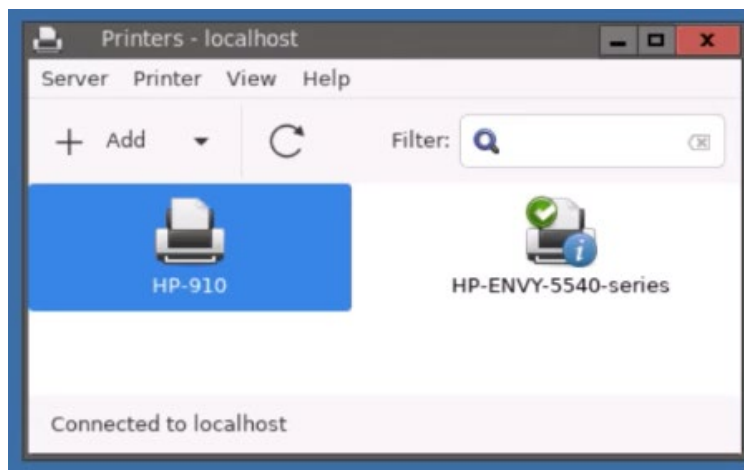 Printers - localhost
Server Printer View Help
+ Add Filter:
HP-910 HP-ENVY-5540-series
Connected to localhost